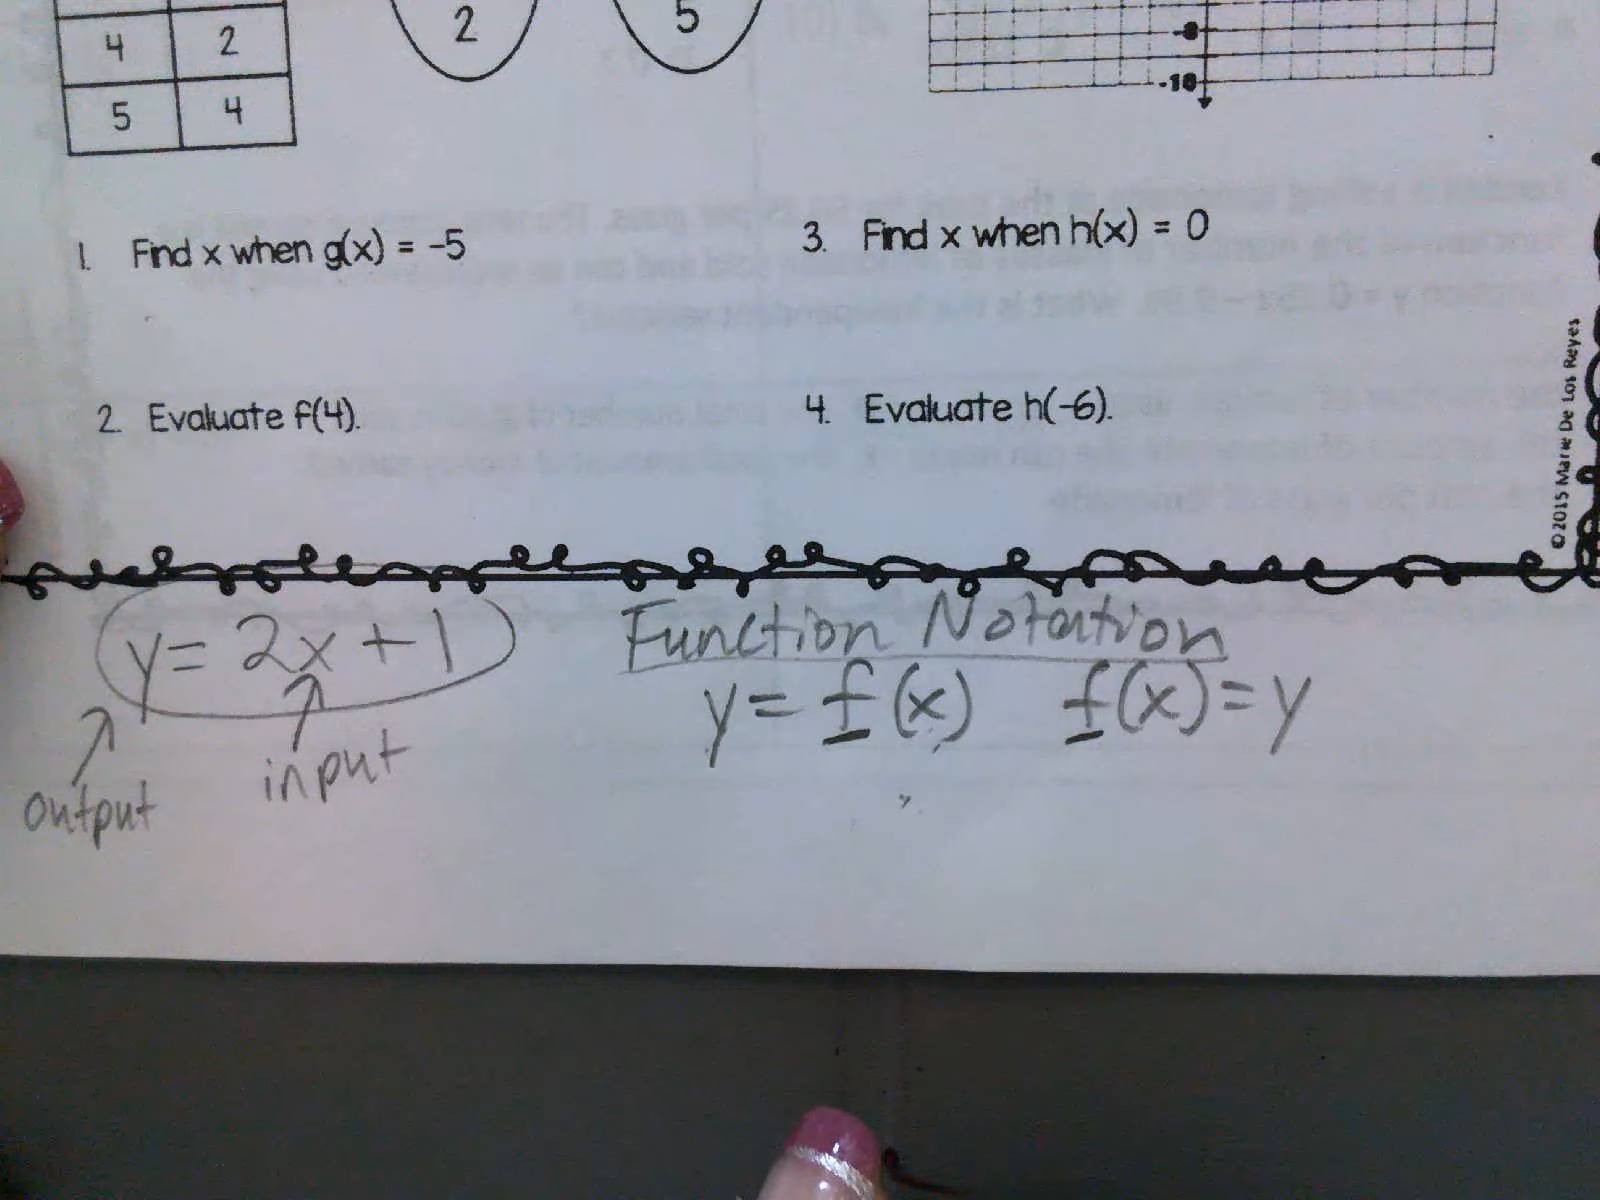 4 2
5 4
2
5
-8
-10
1. Find x when g(x) = -5
2. Evaluate f(4).
3. Find x when h(x) = 0
4. Evaluate h(-6).
©2015 Marie De Los Reyes
y = 2x + 1
output
input
Function Notation
y = f(x) f(x) = y